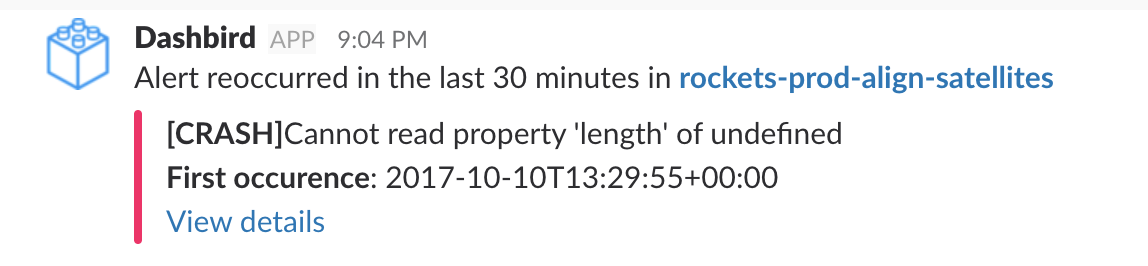 Dashbird APP 9:04 PM
Alert reoccurred in the last 30 minutes in rockets-prod-align-satellites
[CRASH]Cannot read property 'length' of undefined
First occurence: 2017-10-10T13:29:55+00:00
View details